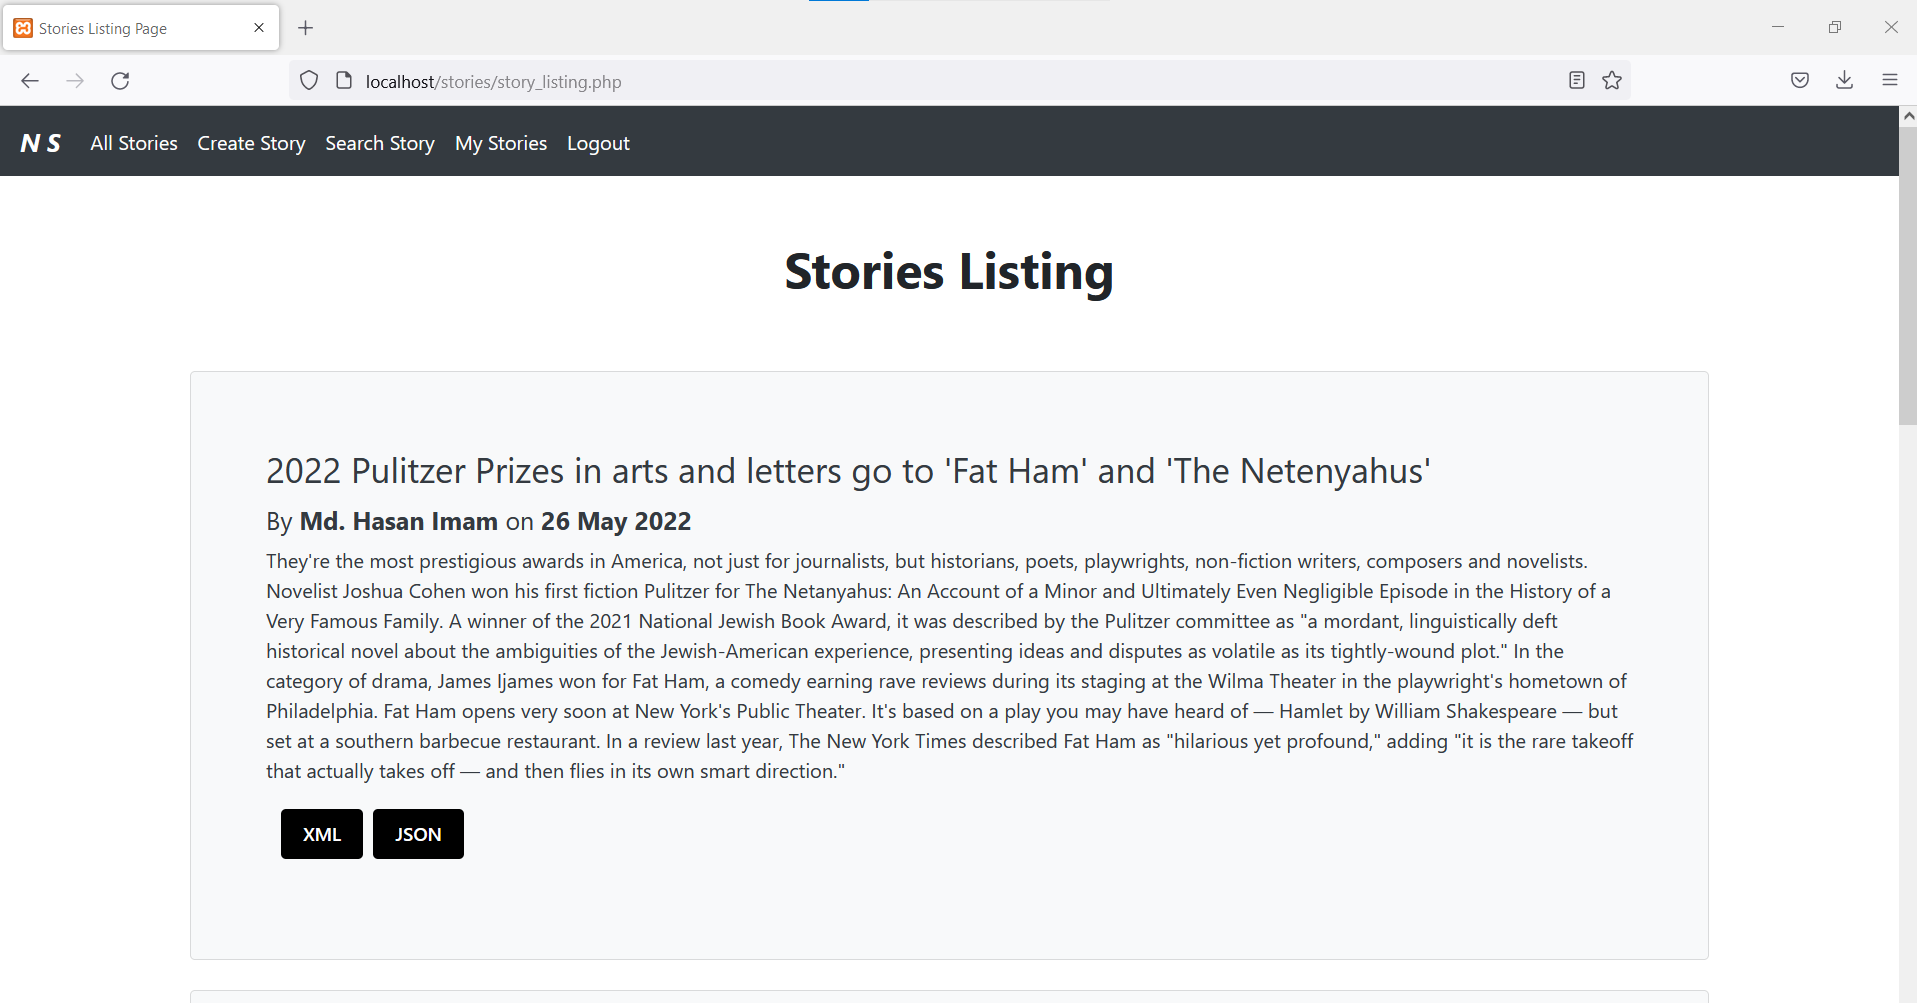 Stories Listing Page
localhost/stories/story_listing.php
N S All Stories Create Story Search Story My Stories Logout
Stories Listing
2022 Pulitzer Prizes in arts and letters go to 'Fat Ham' and 'The Netenyahus'
By Md. Hasan Imam on 26 May 2022
They're the most prestigious awards in America, not just for journalists, but historians, poets, playwrights, non-fiction writers, composers and novelists.
Novelist Joshua Cohen won his first fiction Pulitzer for The Netanyahus: An Account of a Minor and Ultimately Even Negligible Episode in the History of a
Very Famous Family. A winner of the 2021 National Jewish Book Award, it was described by the Pulitzer committee as "a mordant, linguistically deft
historical novel about the ambiguities of the Jewish-American experience, presenting ideas and disputes as volatile as its tightly-wound plot." In the
category of drama, James Ijames won for Fat Ham, a comedy earning rave reviews during its staging at the Wilma Theater in the playwright's hometown of
Philadelphia. Fat Ham opens very soon at New York's Public Theater. It's based on a play you may have heard of — Hamlet by William Shakespeare — but
set at a southern barbecue restaurant. In a review last year, The New York Times described Fat Ham as "hilarious yet profound," adding "it is the rare takeoff
that actually takes off — and then flies in its own smart direction."
XML JSON